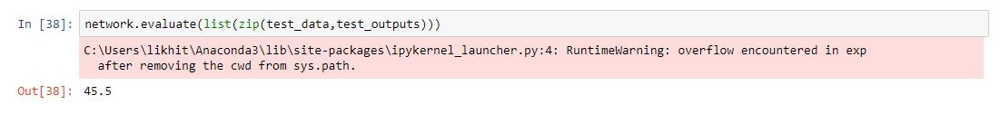 In [38]: network.evaluate(list(zip(test_data,test_outputs)))
C:\Users\likhit\Anaconda3\lib\site-packages\ipykernel_launcher.py:4: RuntimeWarning: overflow encountered in exp
  after removing the cwd from sys.path.
Out[38]: 45.5